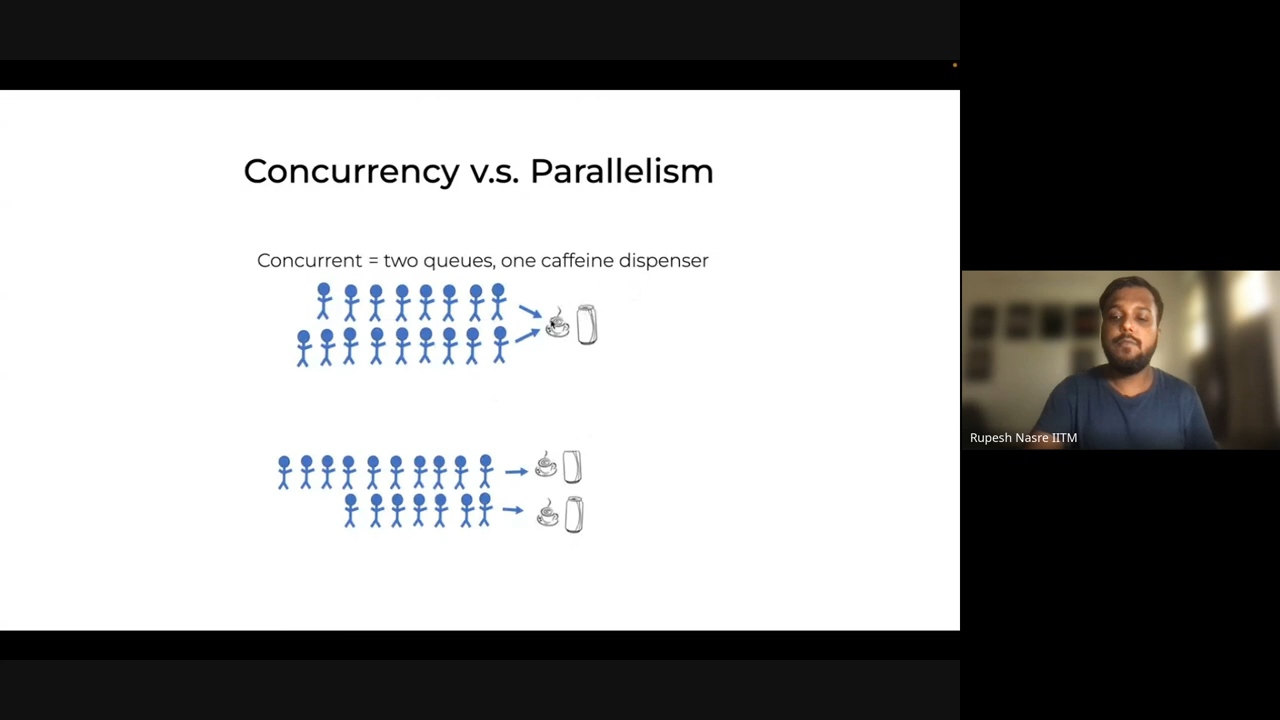 Concurrency v.s. Parallelism
Concurrent = two queues, one caffeine dispenser
Rupesh Nasre IITM